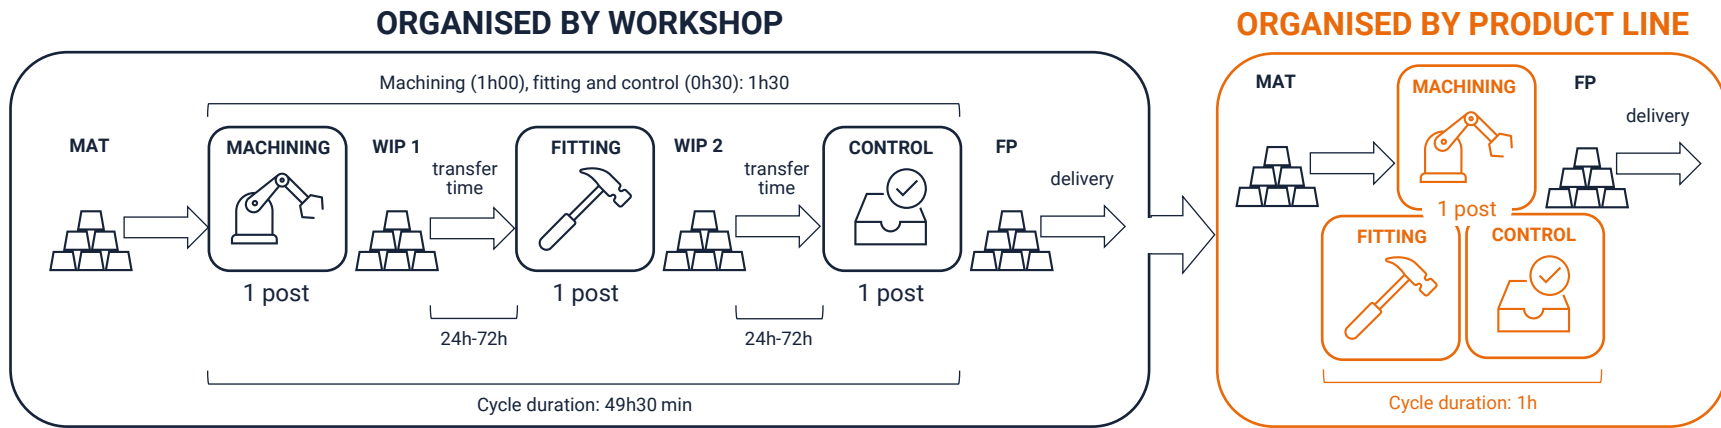 ORGANISED BY WORKSHOP
Machining (1h00), fitting and control (0h30): 1h30
MAT
MACHINING
1 post
WIP 1
transfer
time
24h-72h
FITTING
1 post
WIP 2
transfer
time
24h-72h
CONTROL
1 post
FP
delivery
Cycle duration: 49h30 min
ORGANISED BY PRODUCT LINE
MAT
MACHINING
FP
delivery
1 post
FITTING
CONTROL
Cycle duration: 1h